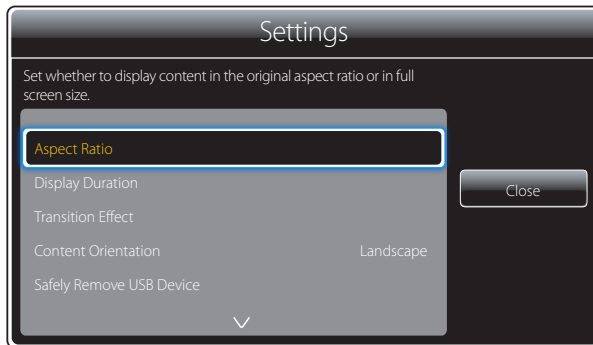 Settings
Set whether to display content in the original aspect ratio or in full
screen size.
Aspect Ratio
Display Duration
Close
Transition Effect
Content Orientation Landscape
Safely Remove USB Device